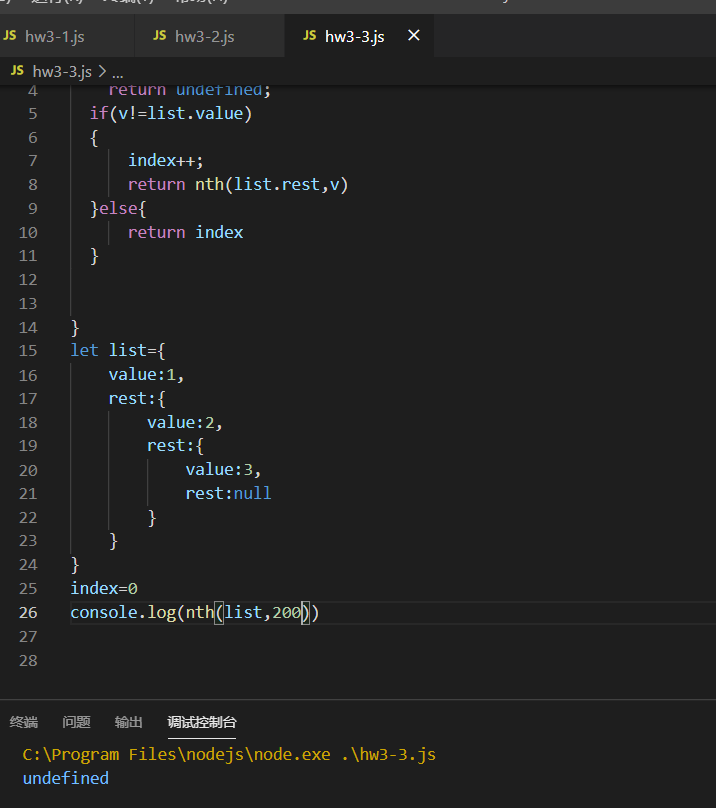 JS hw3-1.js JS hw3-2.js JS hw3-3.js ×
JS hw3-3.js > ...
4 return undefined;
5 if(v!=list.value)
6 {
7 index++;
8 return nth(list.rest,v)
9 }else{
10 return index
11 }
12
13
14 }
15 let list={
16 value:1,
17 rest:{
18 value:2,
19 rest:{
20 value:3,
21 rest:null
22 }
23 }
24 }
25 index=0
26 console.log(nth(list,200))
27
28
终端 问题 输出 调试控制台
C:\Program Files\nodejs\node.exe .\hw3-3.js
undefined